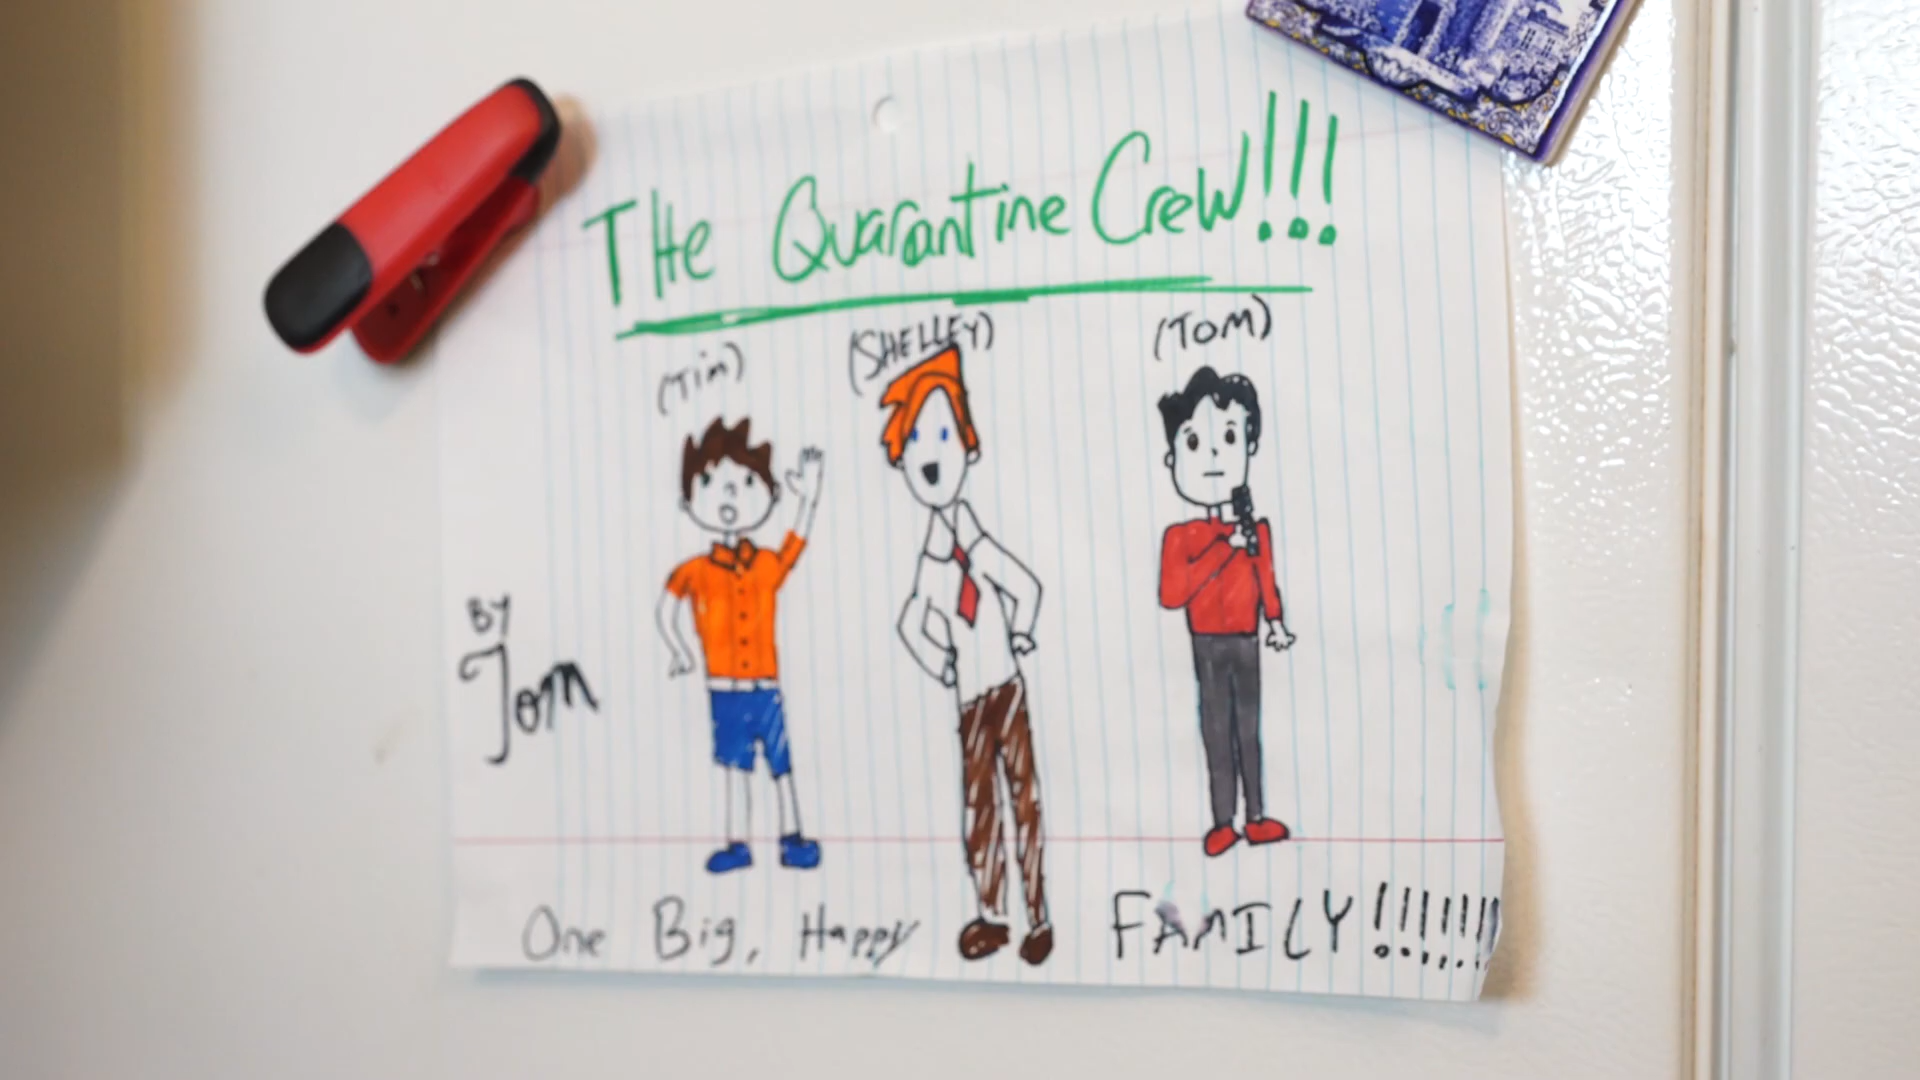 THe Quarantine Crew!!!
(Tim) (SHELLEY) (TOM)
BY
Tom
One Big, Happy FAMILY!!!!!!!